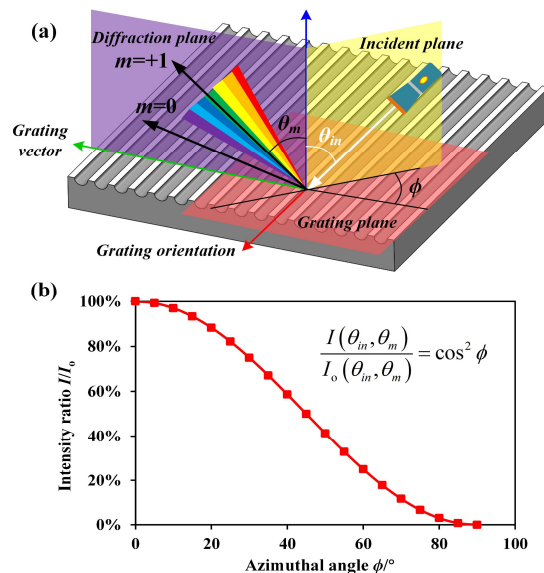 (a)
Diffraction plane
Incident plane
m=+1
m=0
θm
θin
Grating
vector
ϕ
Grating plane
Grating orientation
(b)
100%
80%
60%
40%
20%
0%
Intensity ratio I/Io
I(θin,θm)
Io(θin,θm)
= cos² ϕ
0 20 40 60 80 100
Azimuthal angle ϕ/°